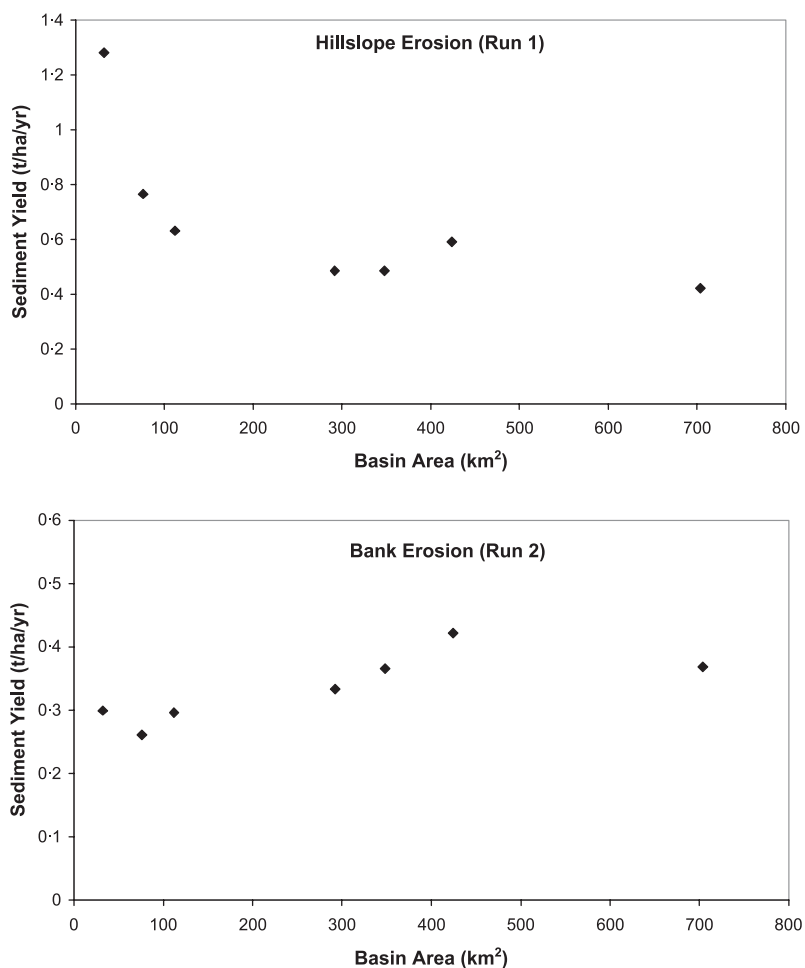 Hillslope Erosion (Run 1)
Sediment Yield (t/ha/yr)
1·4
1·2
1
0·8
0·6
0·4
0·2
0
0 100 200 300 400 500 600 700 800
Basin Area (km²)
Bank Erosion (Run 2)
Sediment Yield (t/ha/yr)
0·6
0·5
0·4
0·3
0·2
0·1
0
0 100 200 300 400 500 600 700 800
Basin Area (km²)